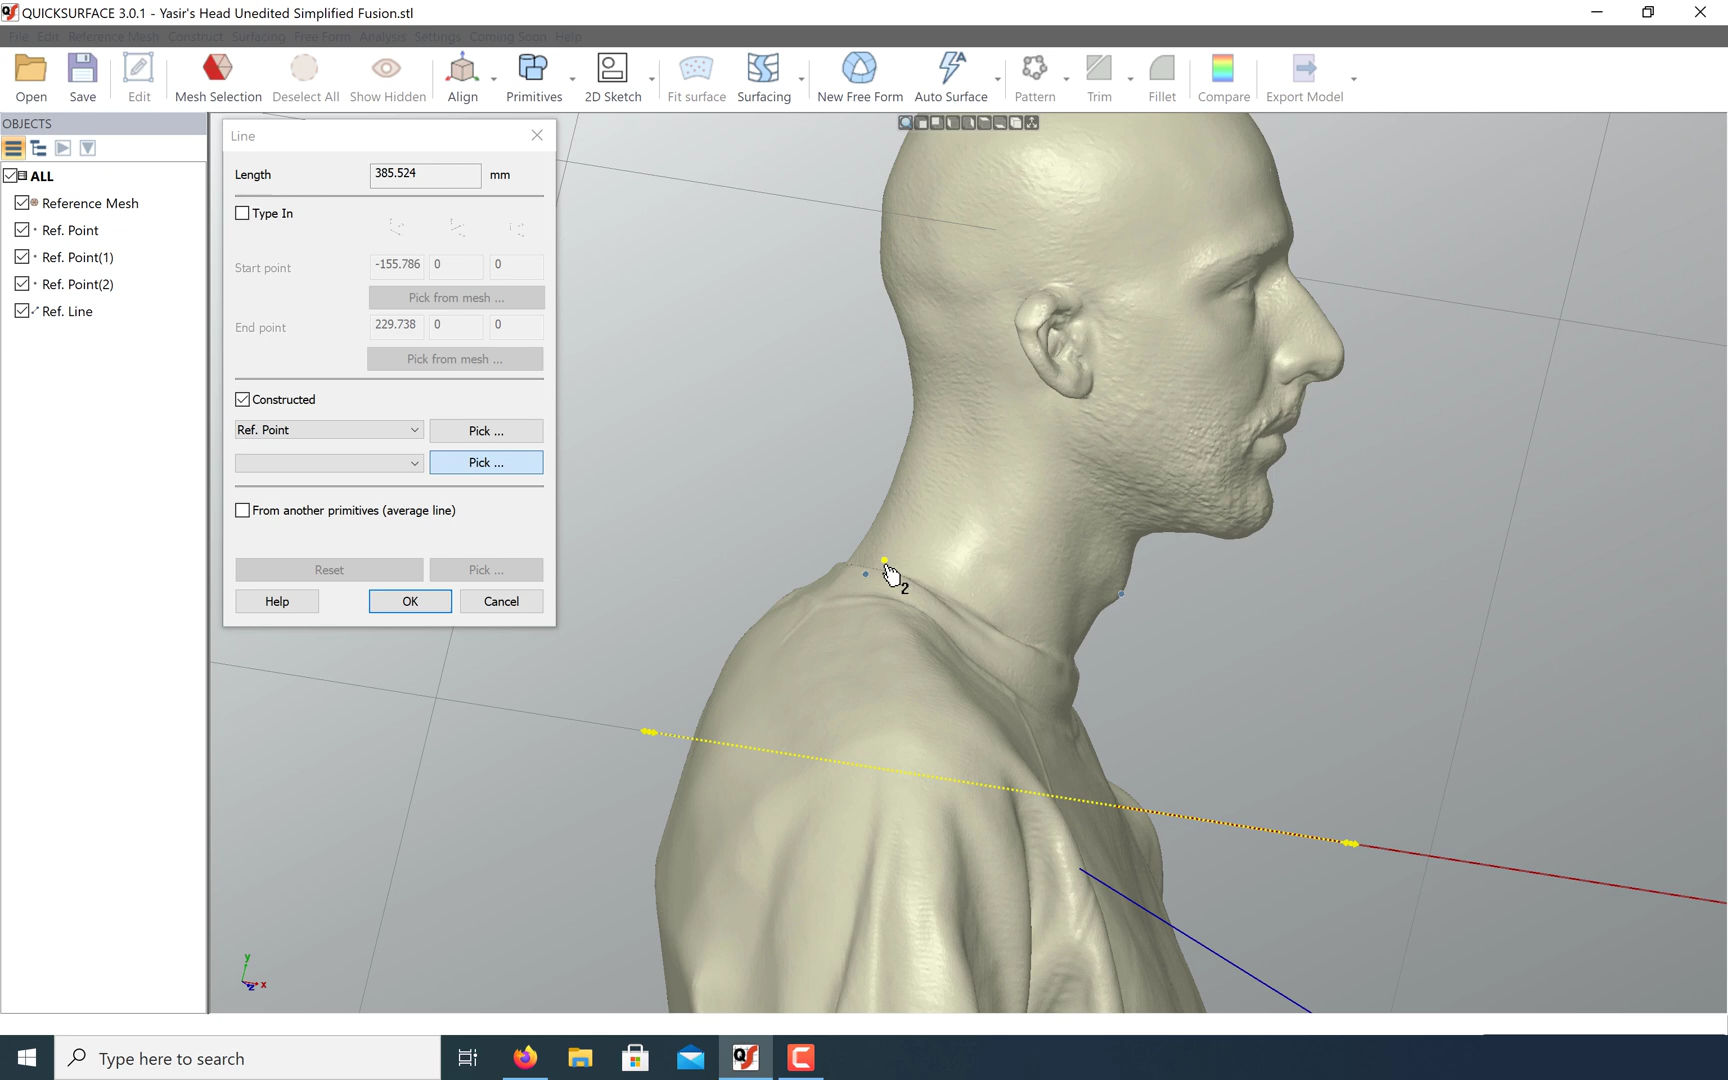 QUICKSURFACE 3.0.1 - Yasir's Head Unedited Simplified Fusion.stl
File Edit Reference Mesh Construct Surfacing Free Form Analysis Settings Coming Soon Help
Open Save Edit Mesh Selection Deselect All Show Hidden Align Primitives 2D Sketch Fit surface Surfacing New Free Form Auto Surface Pattern Trim Fillet Compare Export Model
OBJECTS
ALL
Reference Mesh
Ref. Point
Ref. Point(1)
Ref. Point(2)
Ref. Line
Line
Length 385.524 mm
Type In
Start point -155.786 0 0
Pick from mesh ...
End point 229.738 0 0
Pick from mesh ...
Constructed
Ref. Point Pick ...
Pick ...
From another primitives (average line)
Reset Pick ...
Help OK Cancel
2
y
z x
Type here to search